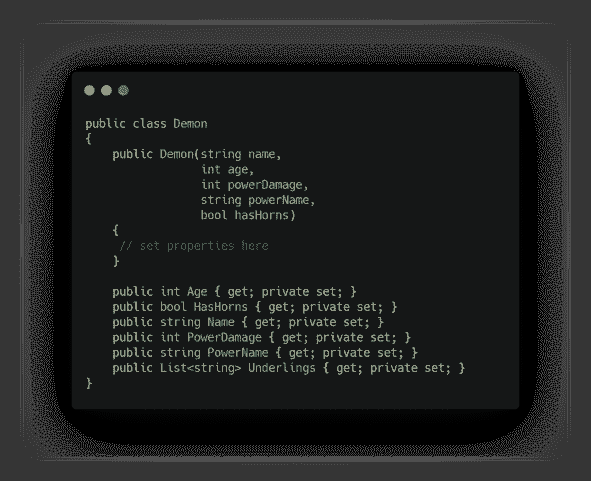 public class Demon
{
    public Demon(string name,
                 int age,
                 int powerDamage,
                 string powerName,
                 bool hasHorns)
    {
     // set properties here
    }

    public int Age { get; private set; }
    public bool HasHorns { get; private set; }
    public string Name { get; private set; }
    public int PowerDamage { get; private set; }
    public string PowerName { get; private set; }
    public List<string> Underlings { get; private set; }
}